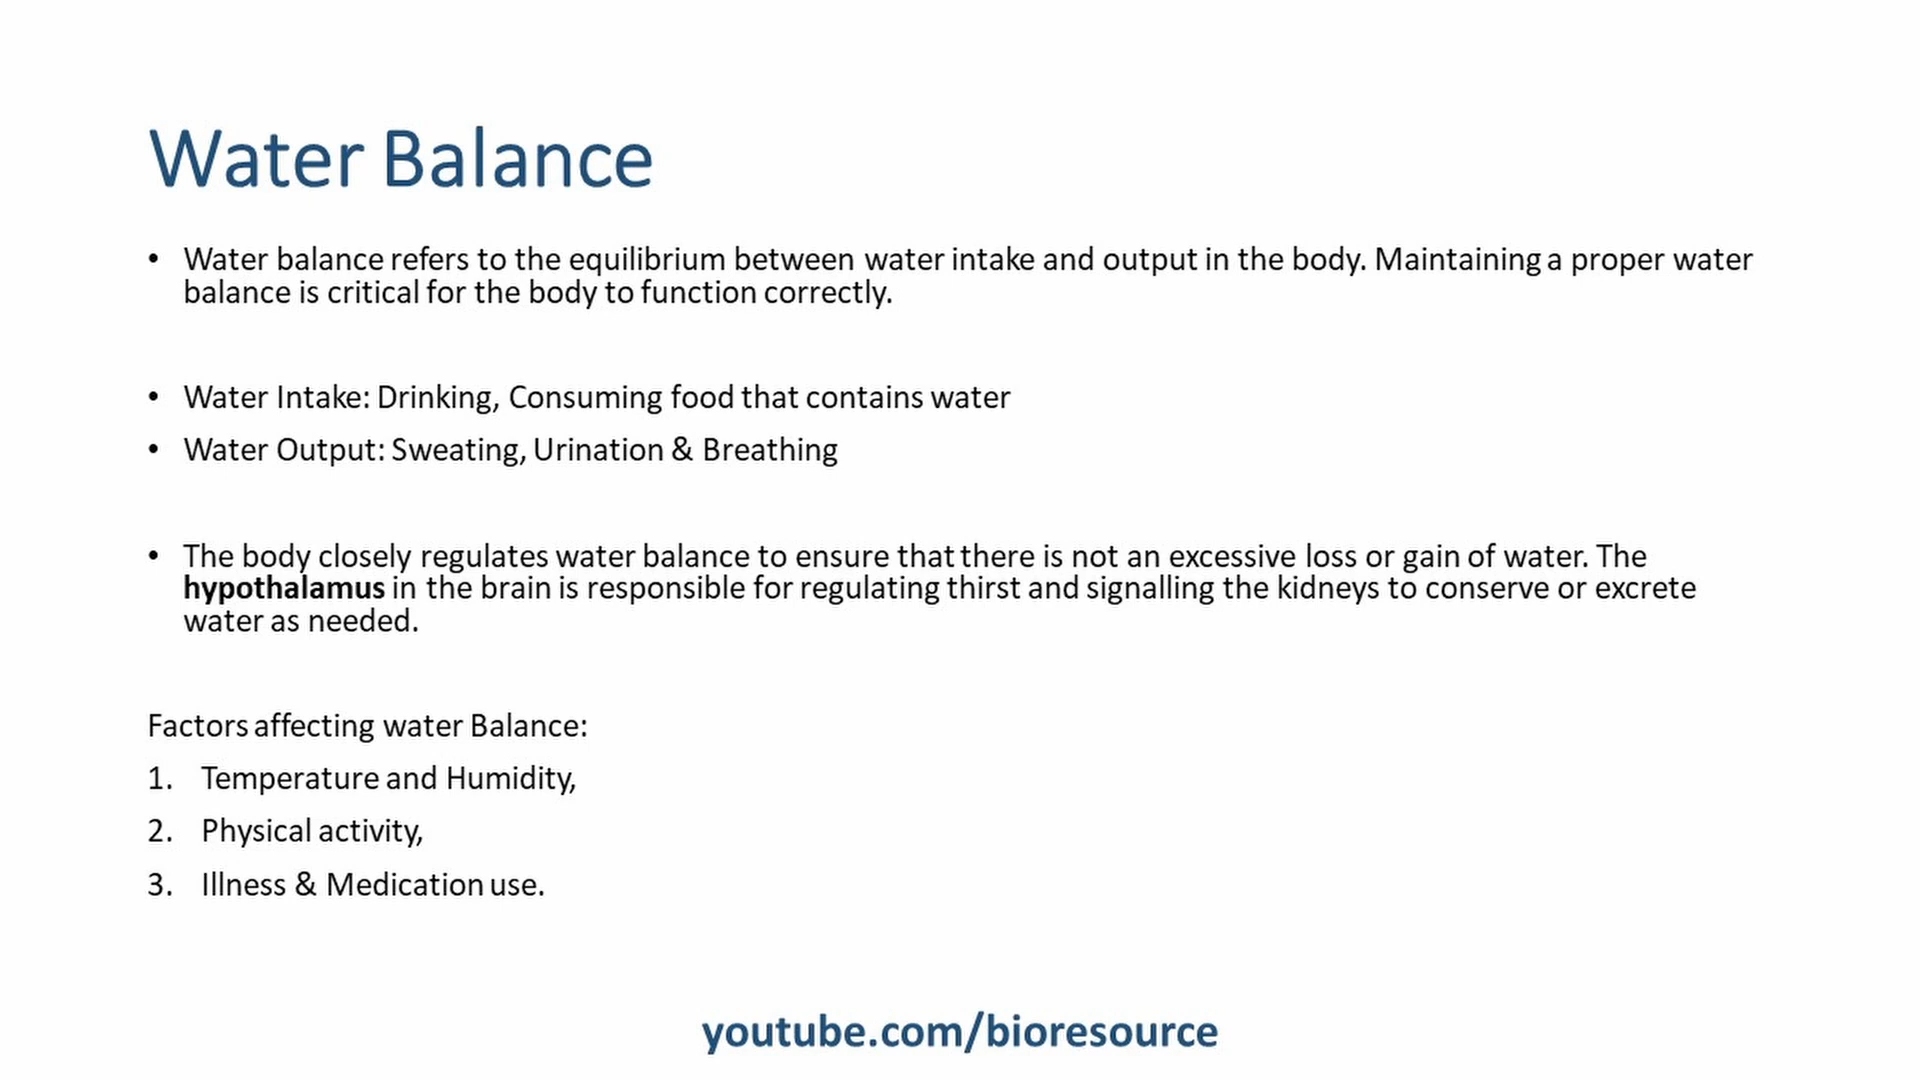 Water Balance
• Water balance refers to the equilibrium between water intake and output in the body. Maintaining a proper water
balance is critical for the body to function correctly.
• Water Intake: Drinking, Consuming food that contains water
• Water Output: Sweating, Urination & Breathing
• The body closely regulates water balance to ensure that there is not an excessive loss or gain of water. The
hypothalamus in the brain is responsible for regulating thirst and signalling the kidneys to conserve or excrete
water as needed.
Factors affecting water Balance:
1. Temperature and Humidity,
2. Physical activity,
3. Illness & Medication use.
youtube.com/bioresource